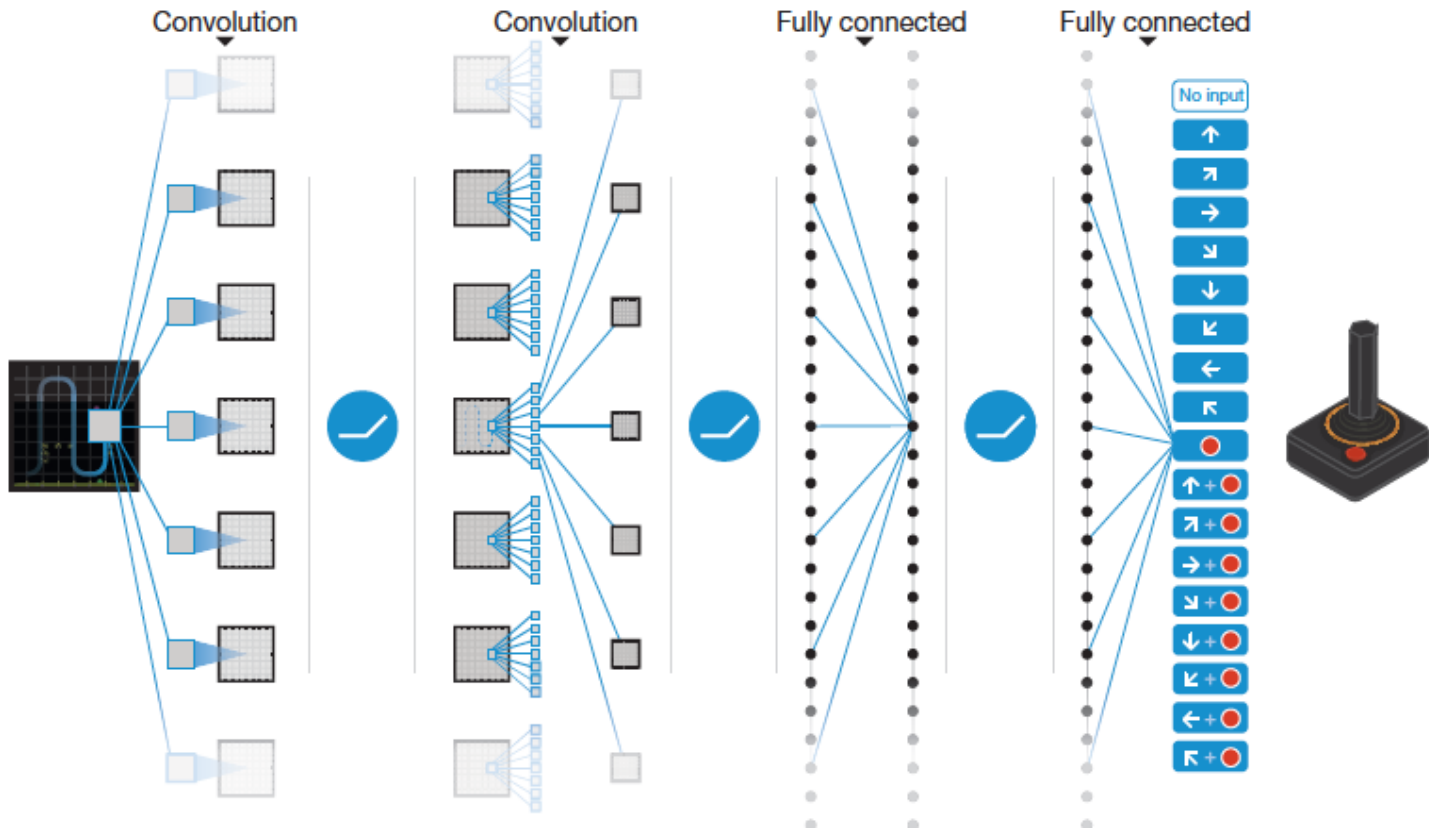 Convolution
Convolution
Fully connected
Fully connected
No input
+
+
+
+
+
+
+
+